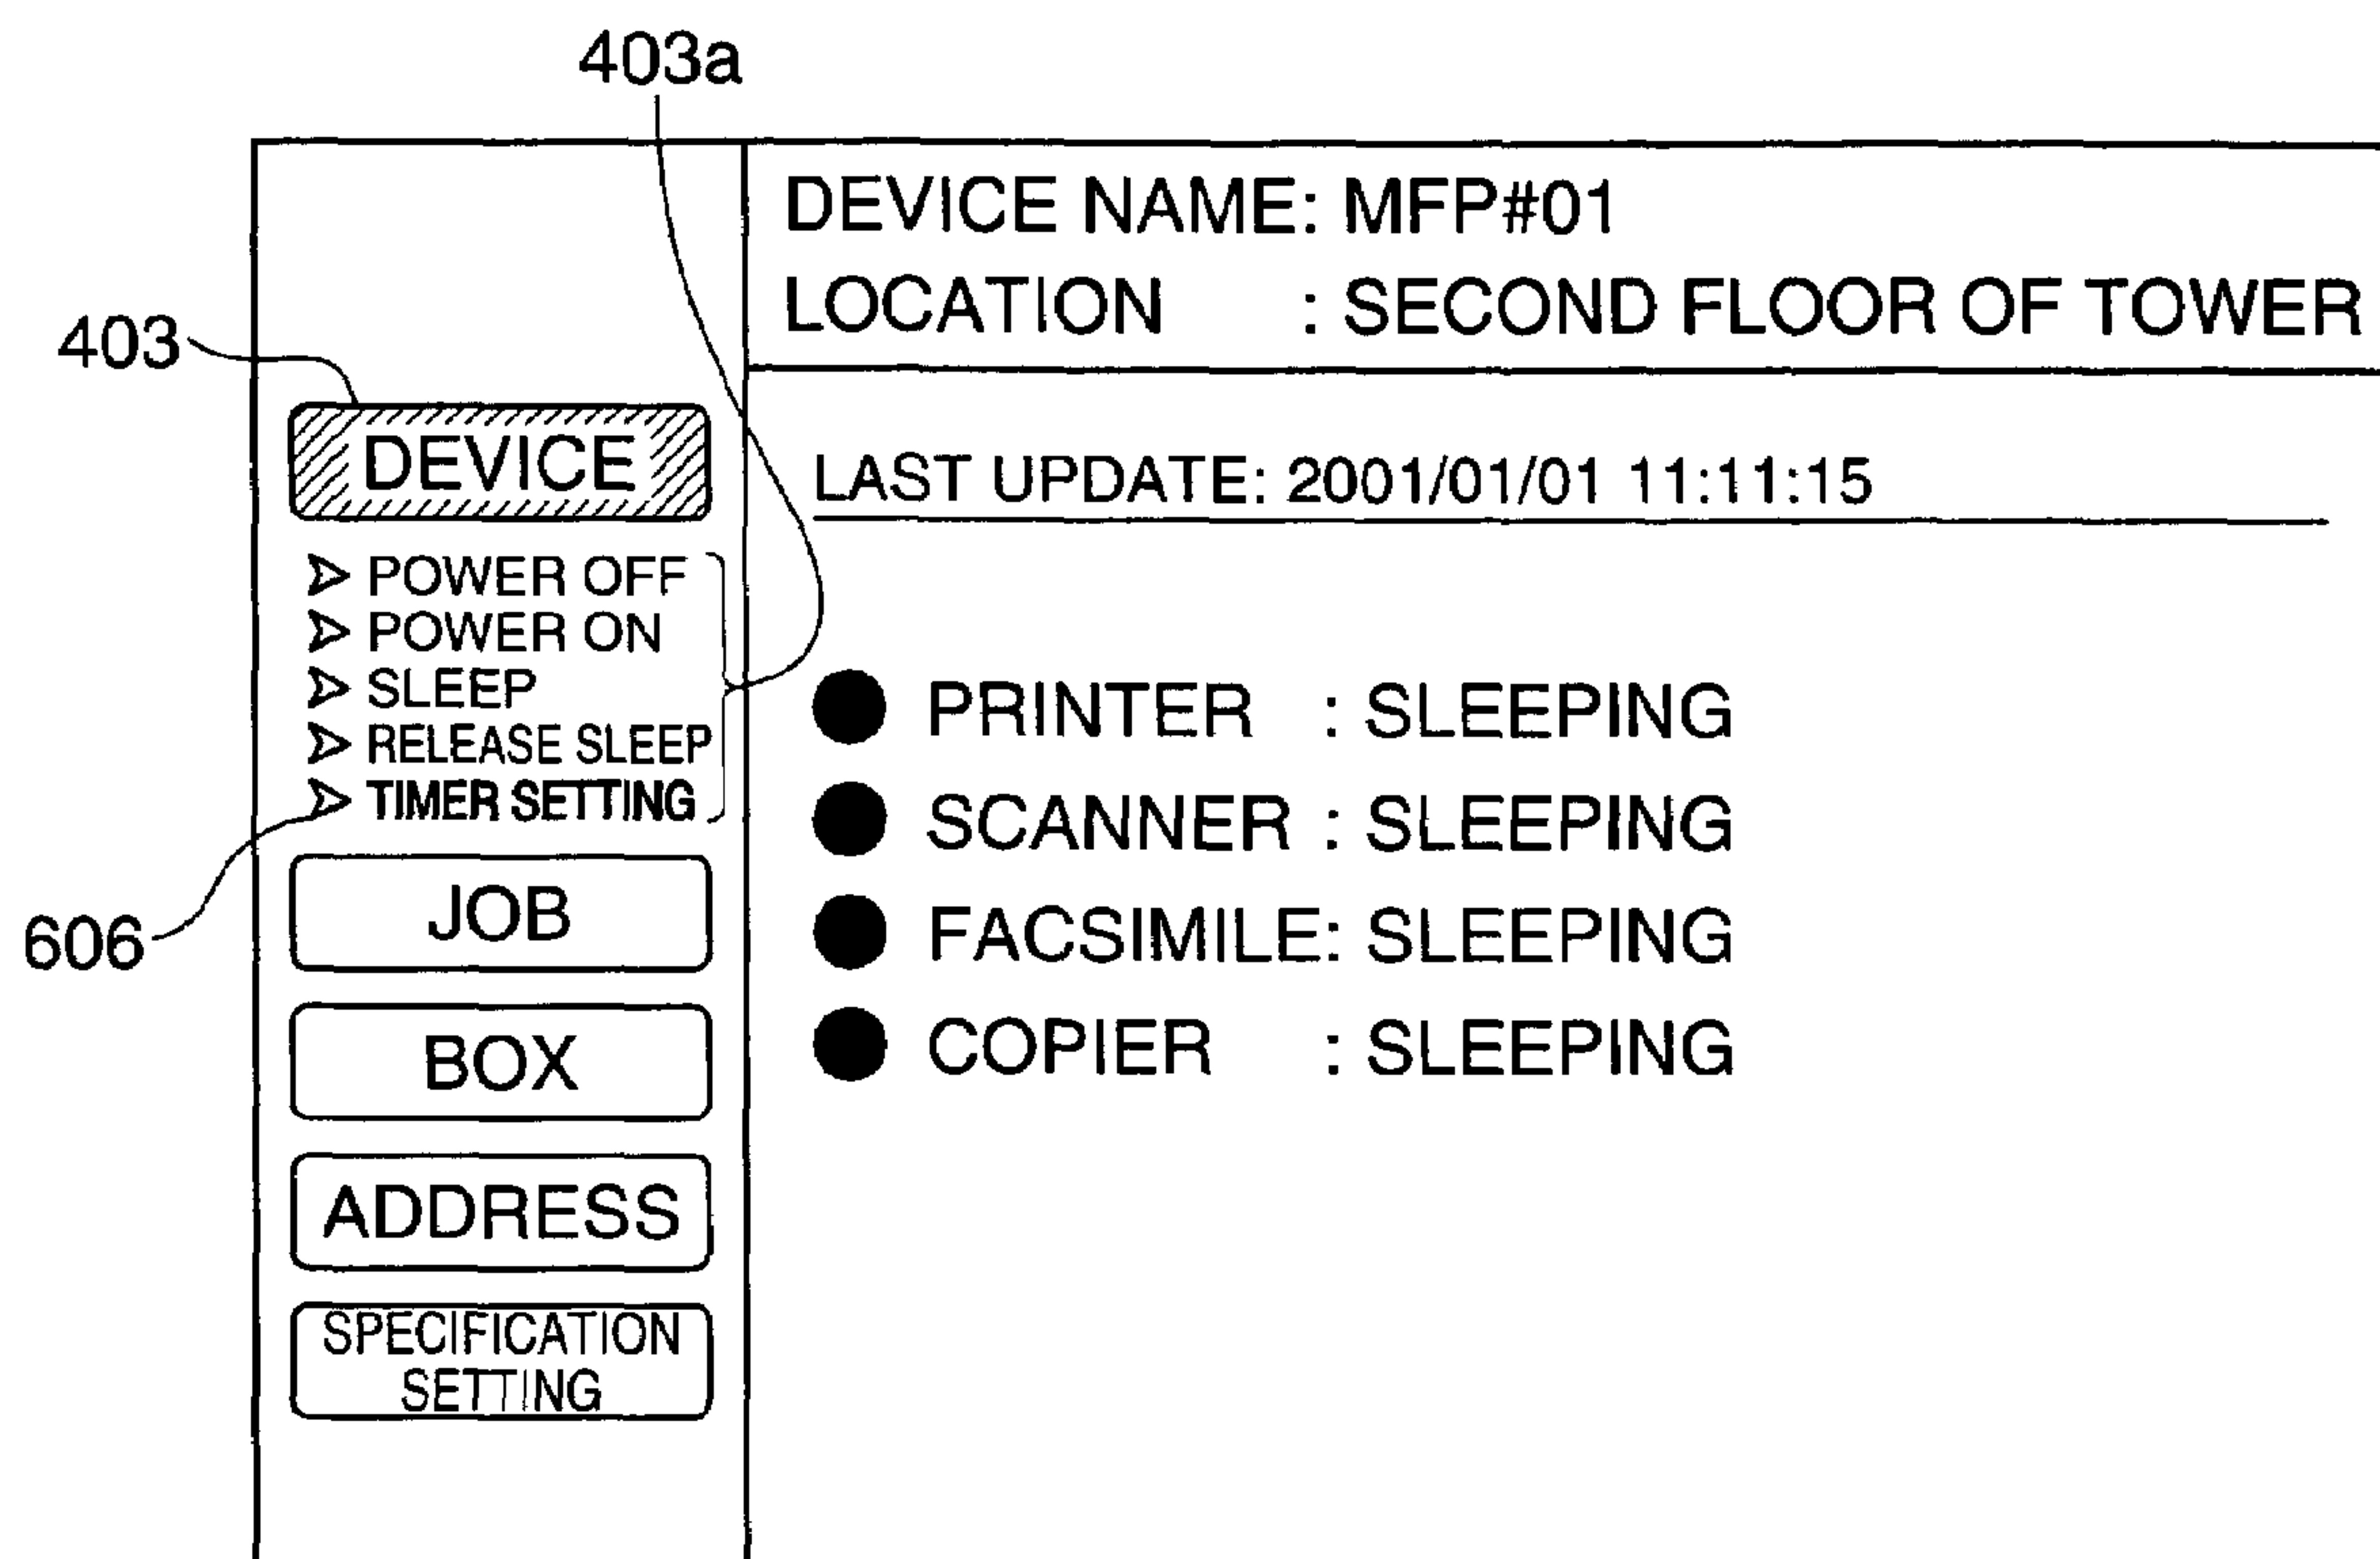 403a
DEVICE NAME: MFP#01
LOCATION : SECOND FLOOR OF TOWER
403
DEVICE
LAST UPDATE: 2001/01/01 11:11:15
POWER OFF
POWER ON
SLEEP
RELEASE SLEEP
TIMER SETTING
606
JOB
BOX
ADDRESS
SPECIFICATION
SETTING
PRINTER : SLEEPING
SCANNER : SLEEPING
FACSIMILE: SLEEPING
COPIER : SLEEPING